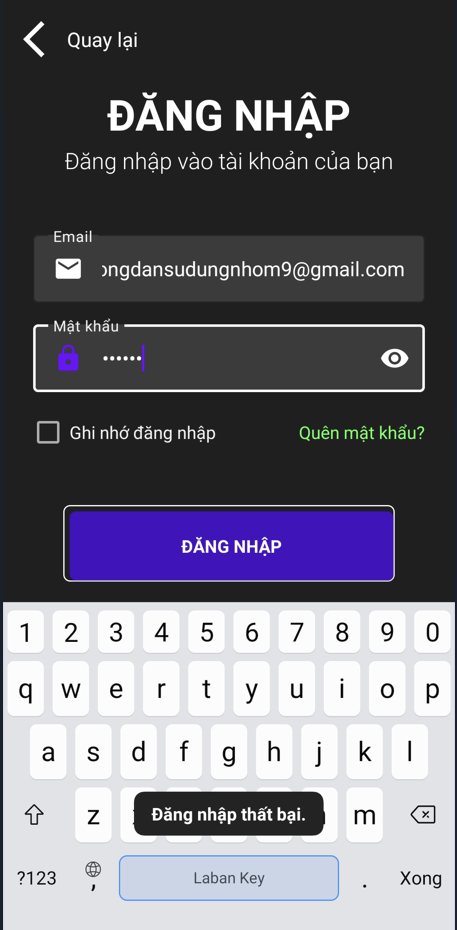 Quay lại
ĐĂNG NHẬP
Đăng nhập vào tài khoản của bạn
Email
ongdansudungnhom9@gmail.com
Mật khẩu
••••••
Ghi nhớ đăng nhập Quên mật khẩu?
ĐĂNG NHẬP
1 2 3 4 5 6 7 8 9 0
q w e r t y u i o p
a s d f g h j k l
z m
Đăng nhập thất bại.
?123 , Laban Key . Xong